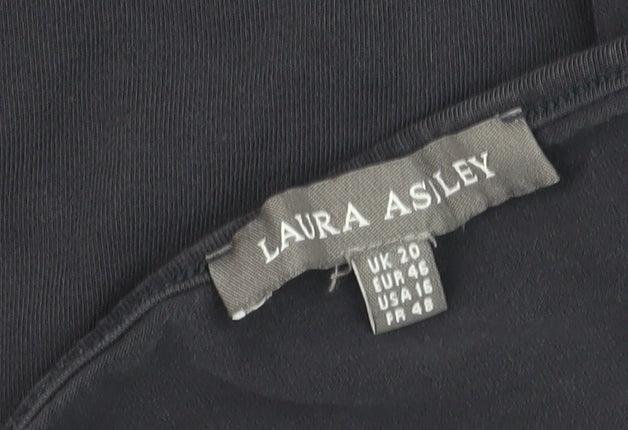 LAURA ASHLEY
UK 20
EUR 46
USA 16
FR 48